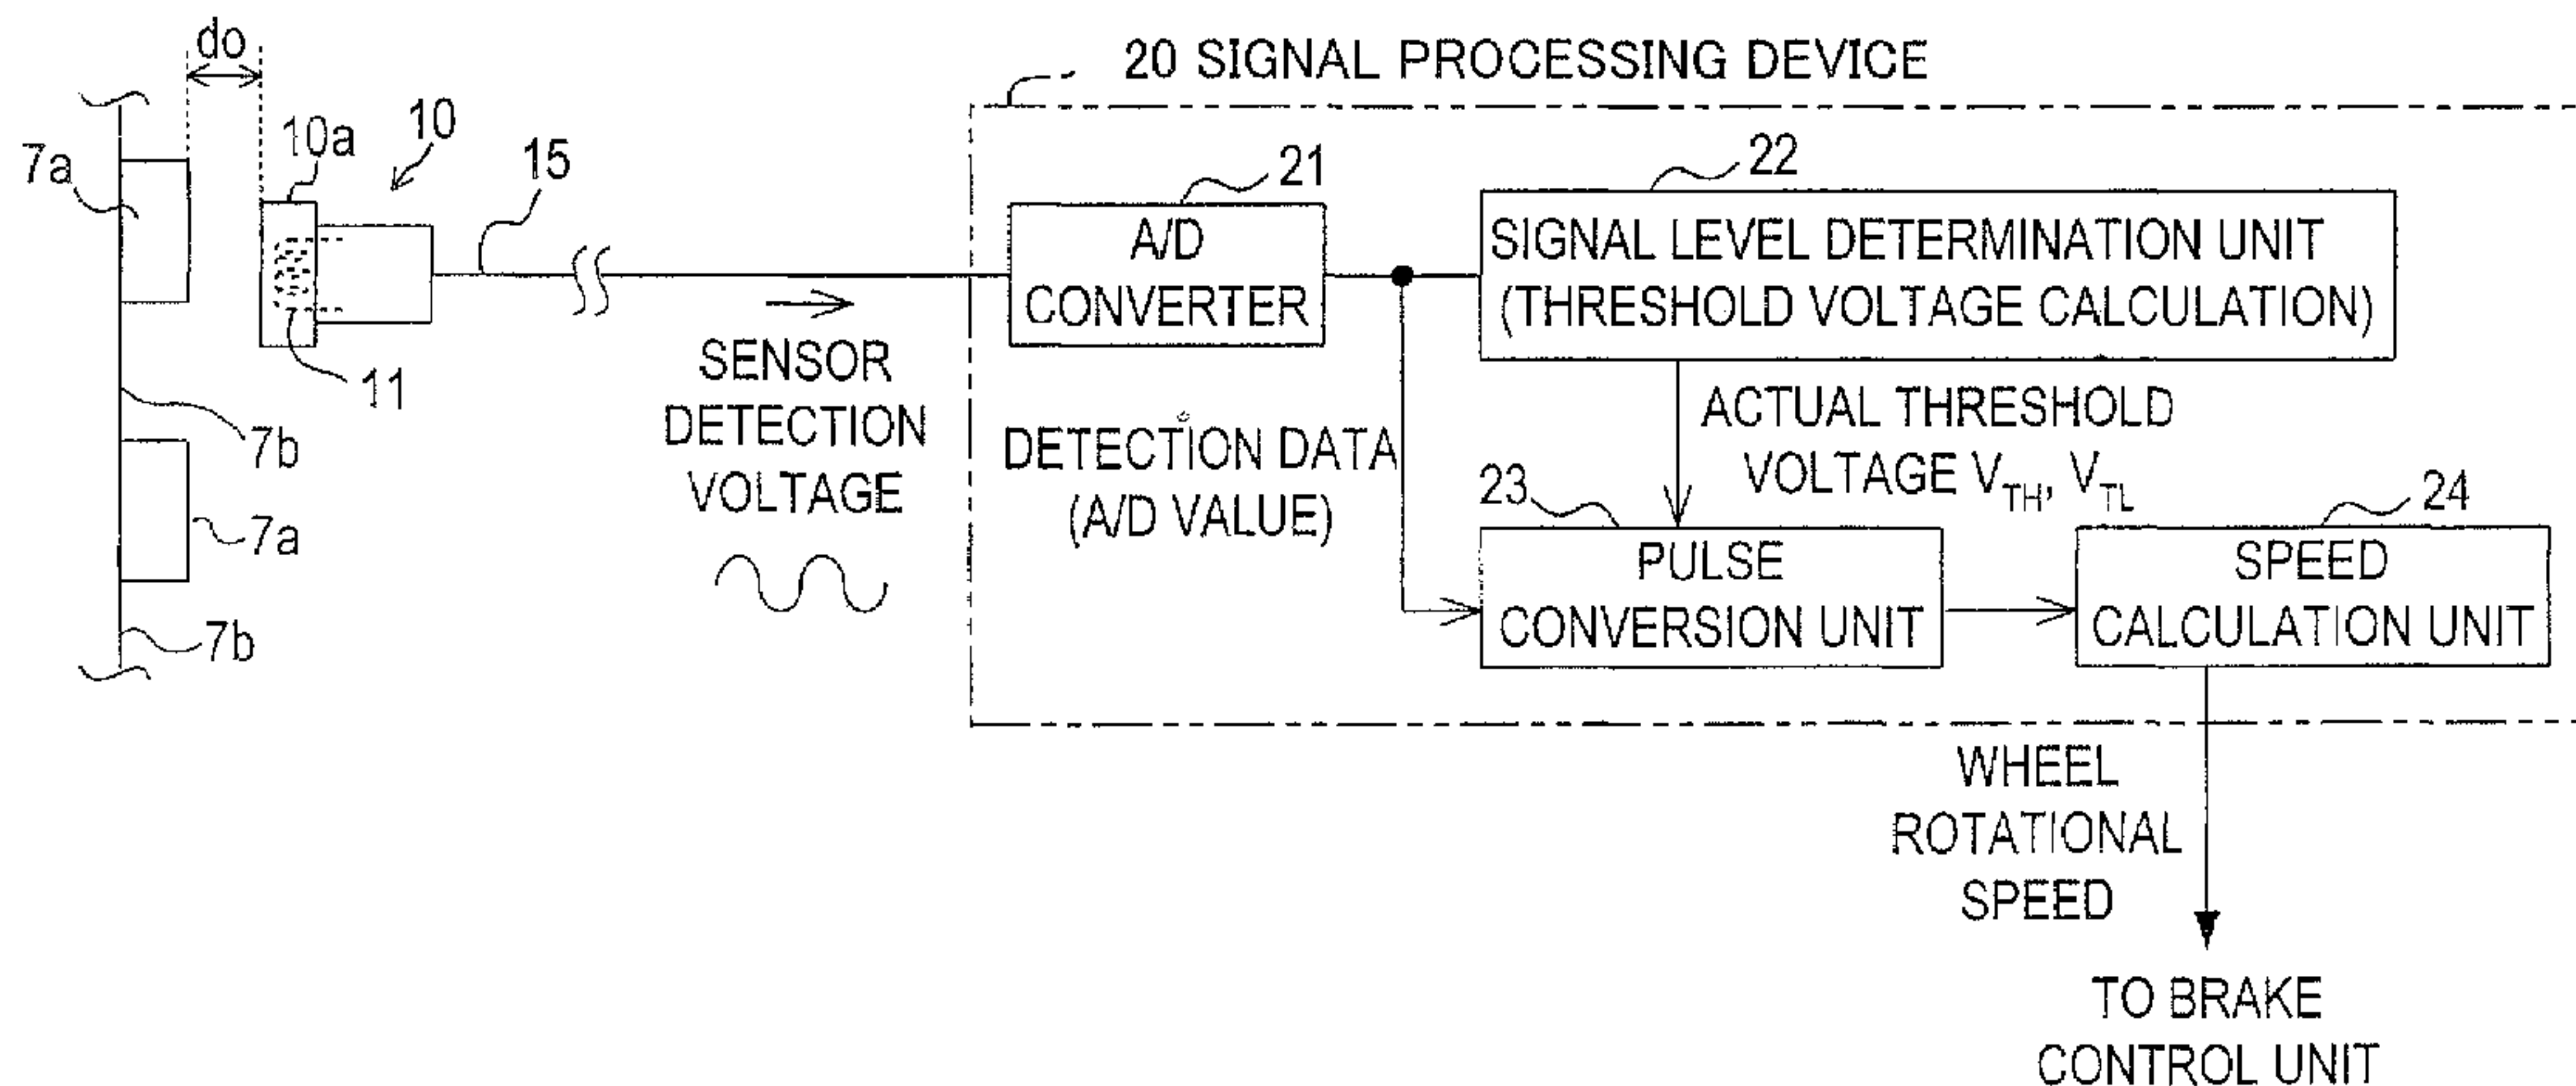 do
20 SIGNAL PROCESSING DEVICE
10a
10
7a
15
21
22
A/D
CONVERTER
SIGNAL LEVEL DETERMINATION UNIT
(THRESHOLD VOLTAGE CALCULATION)
11
7b
7a
7b
SENSOR
DETECTION
VOLTAGE
DETECTION DATA
(A/D VALUE)
ACTUAL THRESHOLD
VOLTAGE V_TH, V_TL
23
24
PULSE
CONVERSION UNIT
SPEED
CALCULATION UNIT
WHEEL
ROTATIONAL
SPEED
TO BRAKE
CONTROL UNIT